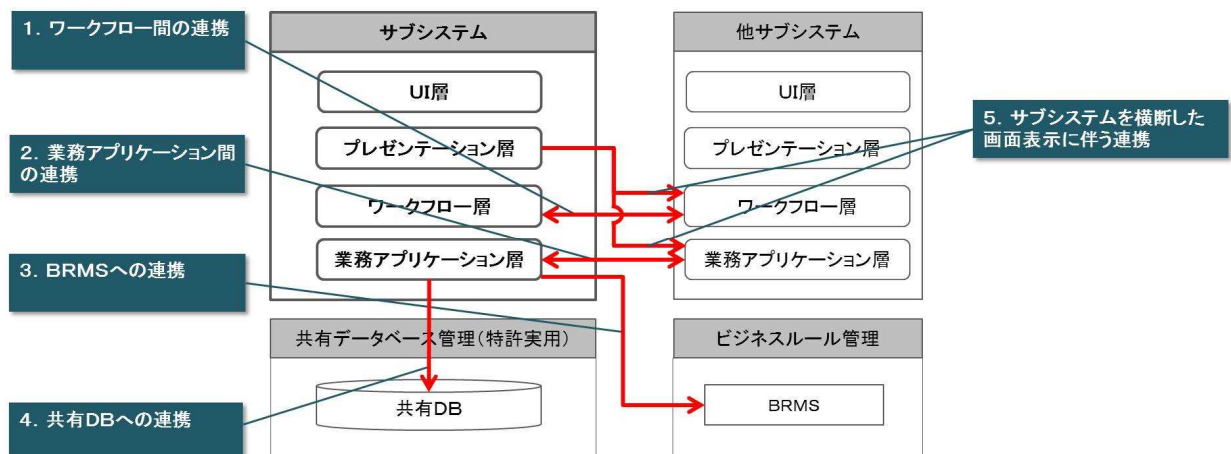 1．ワークフロー間の連携
サブシステム
他サブシステム
UI層
UI層
2．業務アプリケーション間
の連携
プレゼンテーション層
プレゼンテーション層
5．サブシステムを横断した
画面表示に伴う連携
ワークフロー層
ワークフロー層
業務アプリケーション層
業務アプリケーション層
3．BRMSへの連携
共有データベース管理（特許実用）
ビジネスルール管理
4．共有DBへの連携
共有DB
BRMS